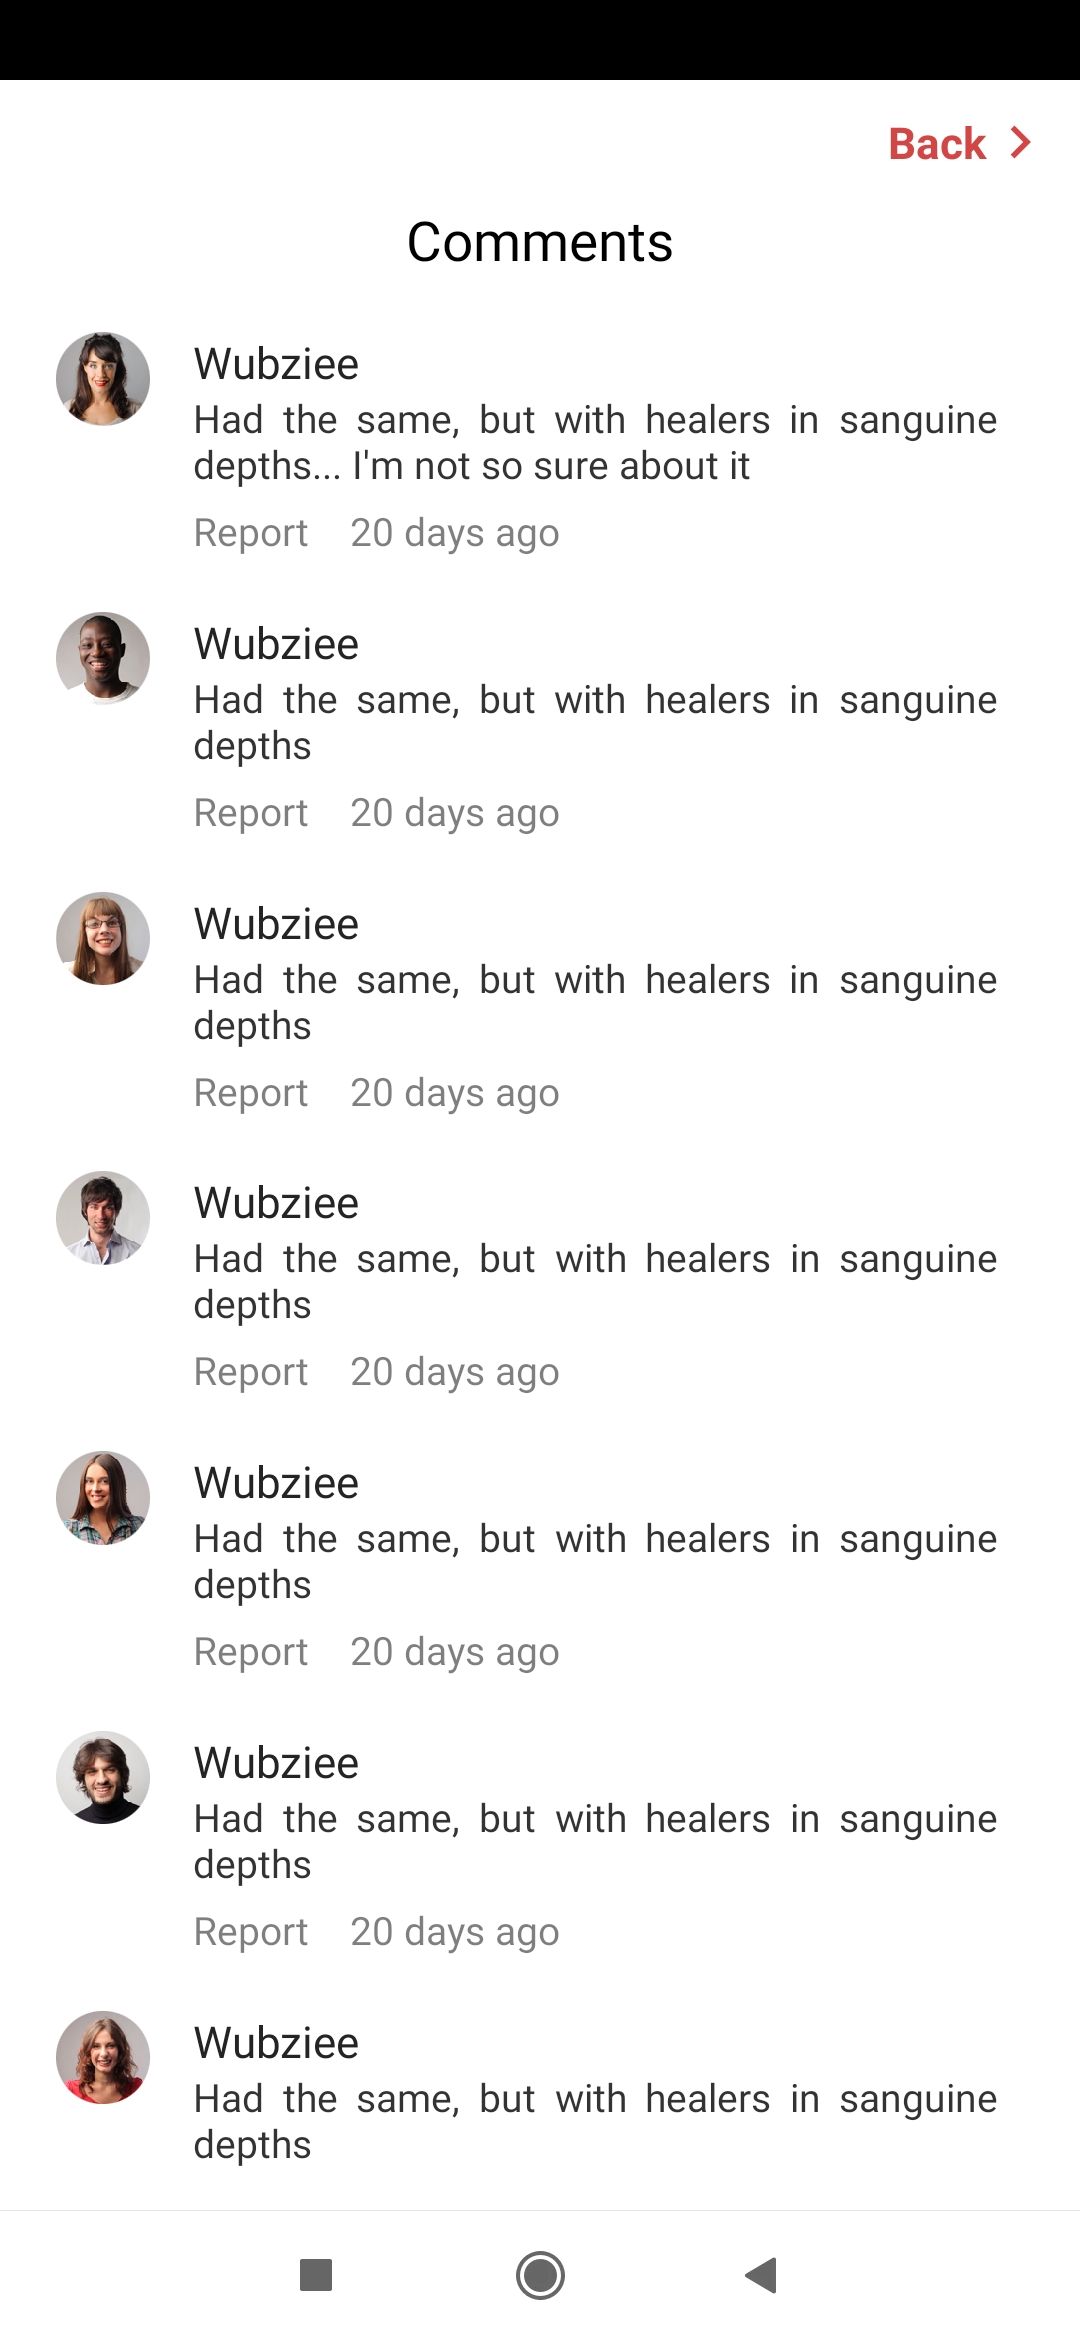 Back
Comments
Wubziee
Had the same, but with healers in sanguine
depths... I'm not so sure about it
Report 20 days ago
Wubziee
Had the same, but with healers in sanguine
depths
Report 20 days ago
Wubziee
Had the same, but with healers in sanguine
depths
Report 20 days ago
Wubziee
Had the same, but with healers in sanguine
depths
Report 20 days ago
Wubziee
Had the same, but with healers in sanguine
depths
Report 20 days ago
Wubziee
Had the same, but with healers in sanguine
depths
Report 20 days ago
Wubziee
Had the same, but with healers in sanguine
depths